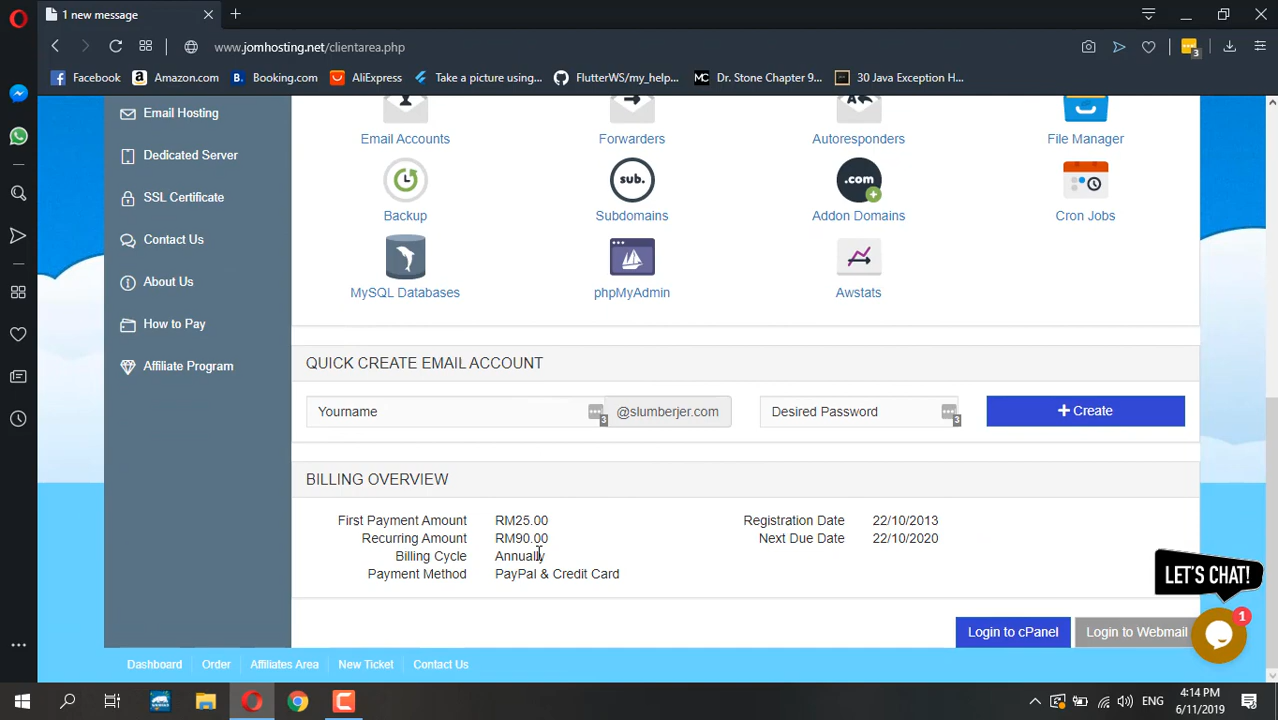 1 new message
www.jomhosting.net/clientarea.php
3
Facebook
Amazon.com
B.
Booking.com
AliExpress
Take a picture using...
FlutterWS/my_help...
MC
Dr. Stone Chapter 9...
30 Java Exception H...
Email Hosting
Dedicated Server
SSL Certificate
Contact Us
About Us
How to Pay
Affiliate Program
Email Accounts
Forwarders
Autoresponders
File Manager
sub.
.com
Backup
Subdomains
Addon Domains
Cron Jobs
MySQL Databases
phpMyAdmin
Awstats
QUICK CREATE EMAIL ACCOUNT
Yourname
3
@slumberjer.com
Desired Password
3
+ Create
BILLING OVERVIEW
First Payment Amount RM25.00 Registration Date 22/10/2013
Recurring Amount RM90.00 Next Due Date 22/10/2020
Billing Cycle Annually
Payment Method PayPal & Credit Card
LET'S CHAT!
1
Login to cPanel
Login to Webmail
Dashboard Order Affiliates Area New Ticket Contact Us
ENG
4:14 PM
6/11/2019